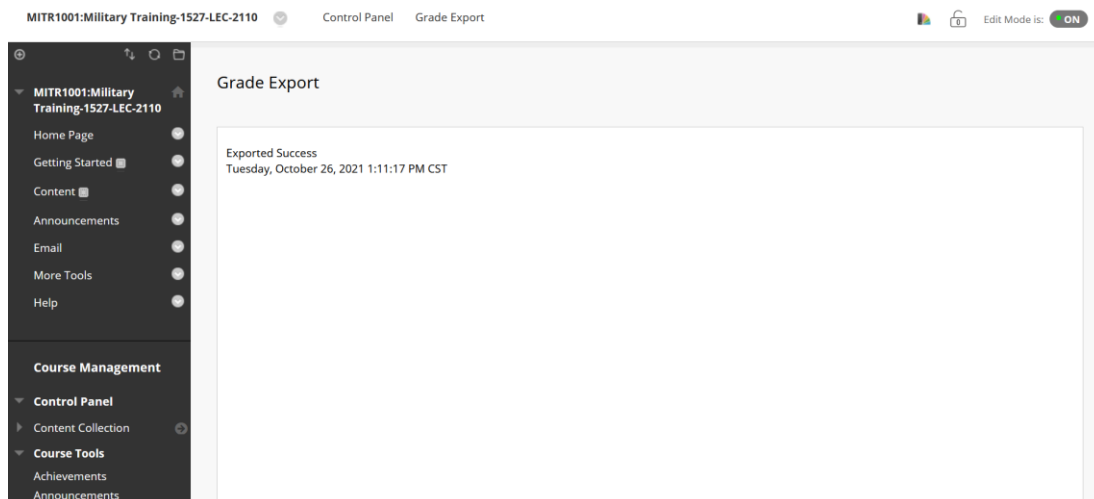 MITR1001:Military Training-1527-LEC-2110
Control Panel
Grade Export
0
Edit Mode is:
ON
MITR1001:Military
Training-1527-LEC-2110
Home Page
Getting Started
Content
Announcements
Email
More Tools
Help
Course Management
Control Panel
Content Collection
Course Tools
Achievements
Announcements
Grade Export
Exported Success
Tuesday, October 26, 2021 1:11:17 PM CST